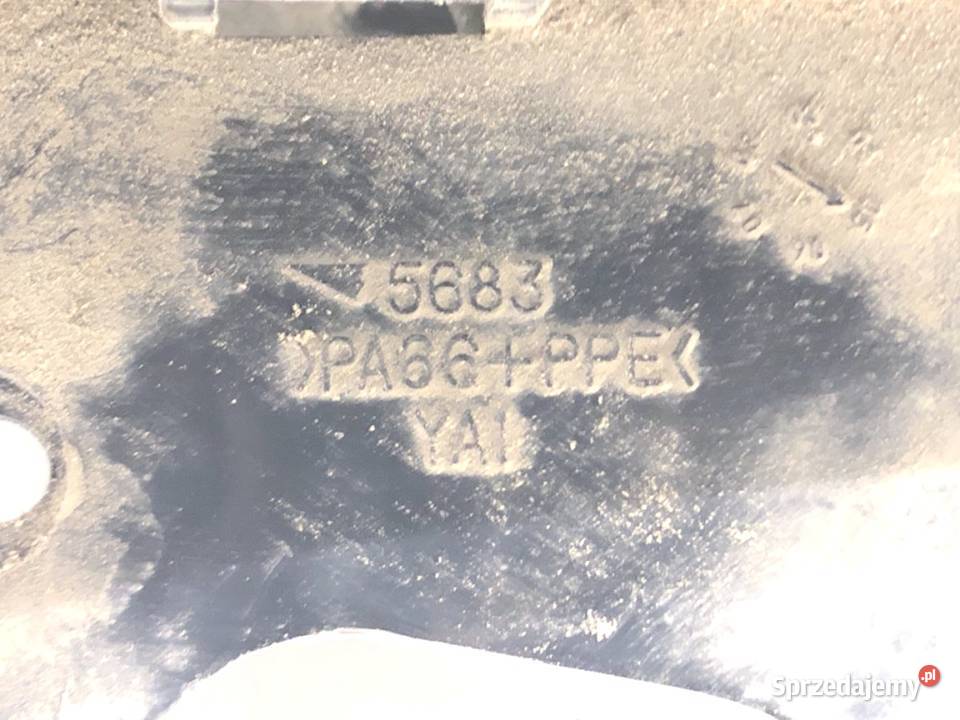 5683
>PA66+PPE<
YA1
Sprzedajemy.pl